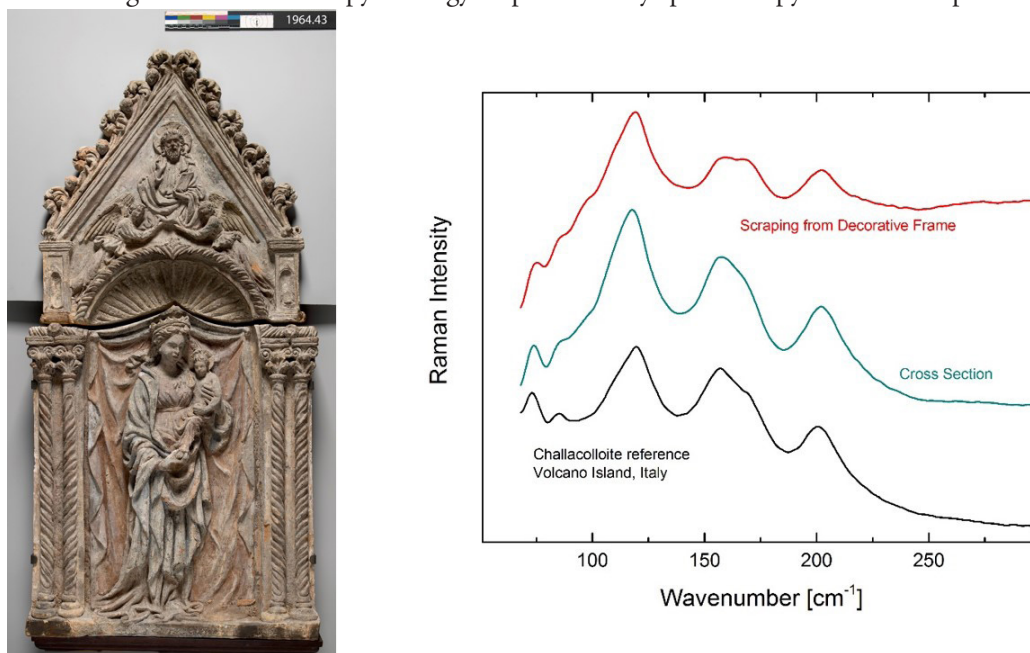 1964.43
Raman Intensity
Scraping from Decorative Frame
Cross Section
Challacolloite reference
Volcano Island, Italy
100 150 200 250
Wavenumber [cm⁻¹]